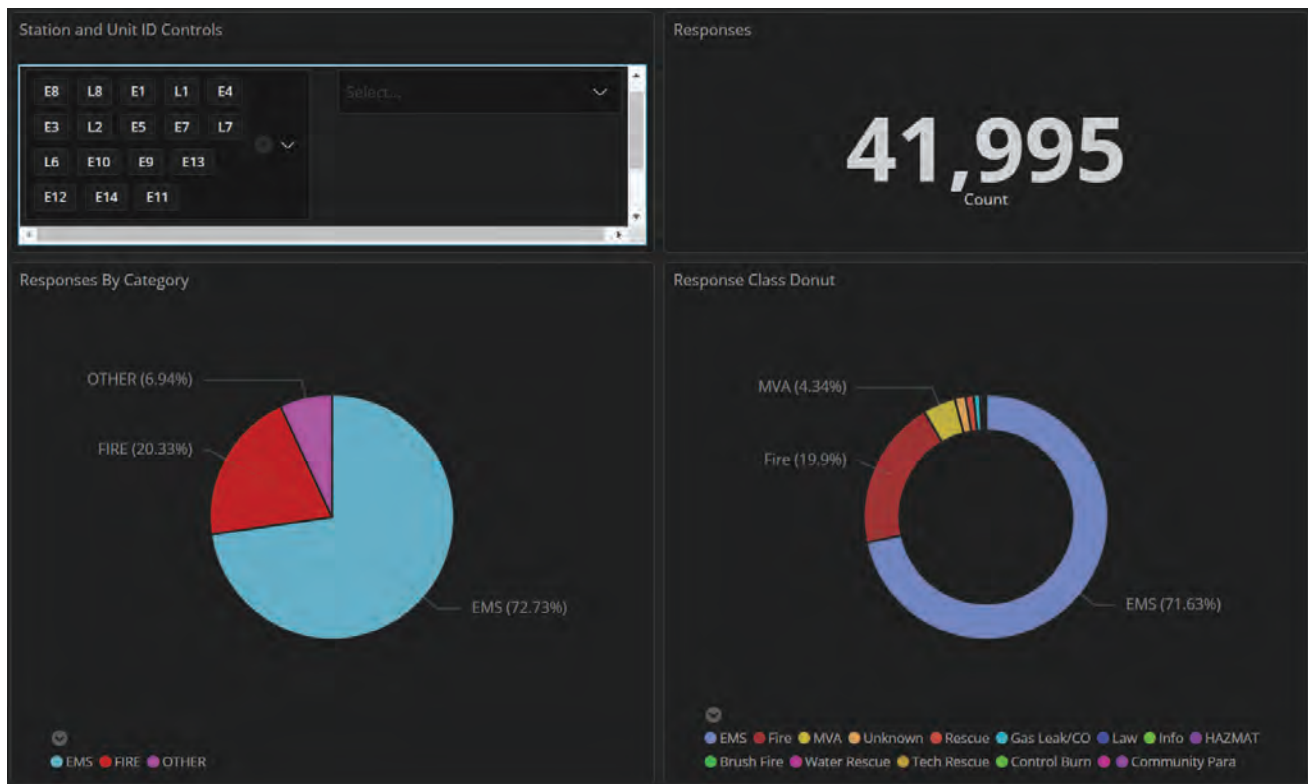 Station and Unit ID Controls
E8 L8 E1 L1 E4
E3 L2 E5 E7 L7
L6 E10 E9 E13
E12 E14 E11
Select...
Responses
41,995
Count
Responses By Category
OTHER (6.94%)
FIRE (20.33%)
EMS (72.73%)
EMS FIRE OTHER
Response Class Donut
MVA (4.34%)
Fire (19.9%)
EMS (71.63%)
EMS Fire MVA Unknown Rescue Gas Leak/CO Law Info HAZMAT
Brush Fire Water Rescue Tech Rescue Control Burn Community Para